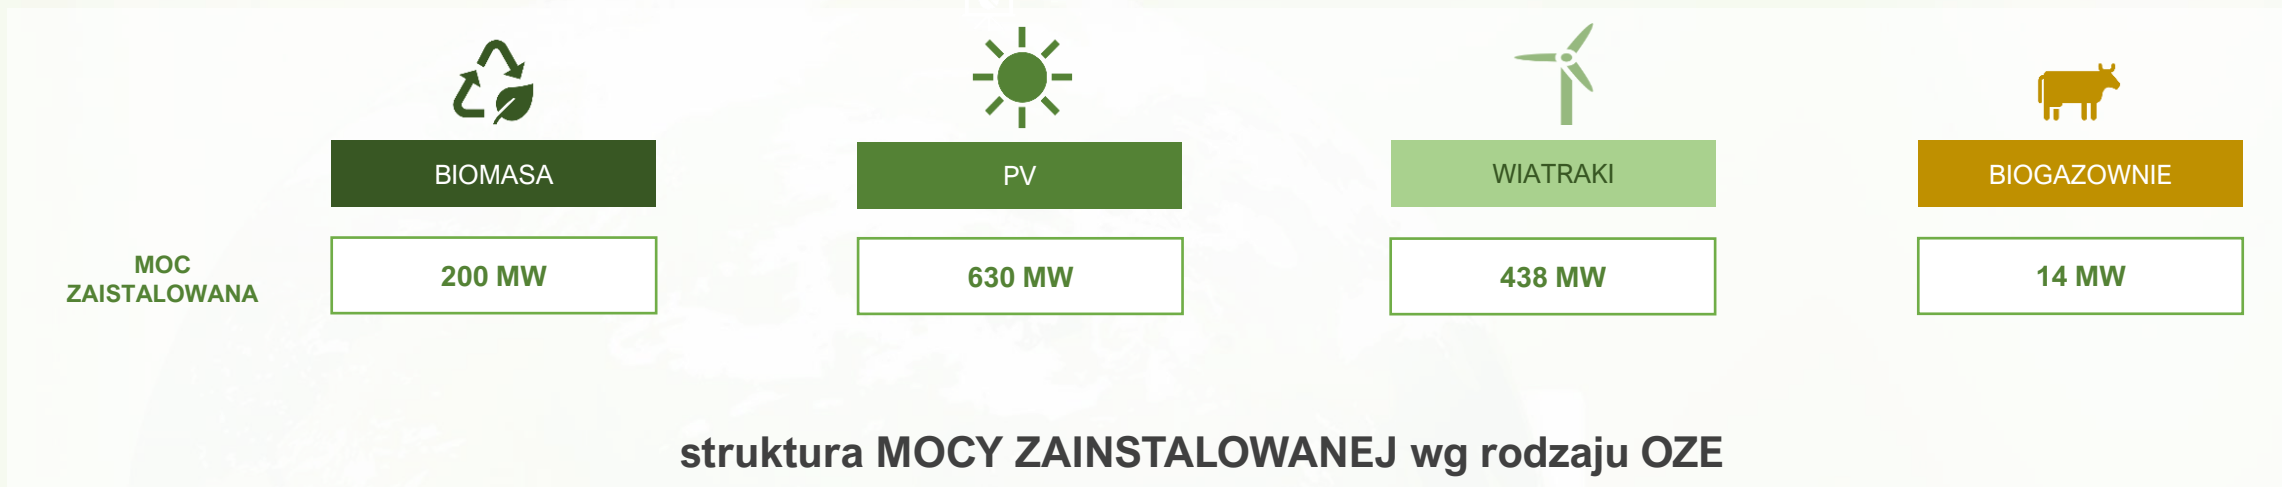 BIOMASA
PV
WIATRAKI
BIOGAZOWNIE
MOC
ZAISTALOWANA
200 MW
630 MW
438 MW
14 MW
struktura MOCY ZAINSTALOWANEJ wg rodzaju OZE